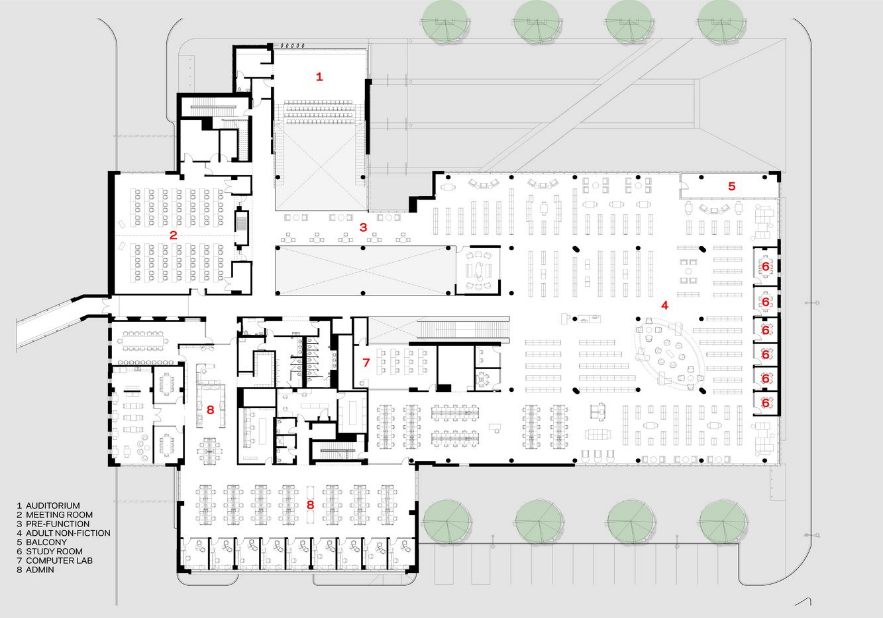 1
5
2
3
6
4
6
6
6
7
6
6
8
8
1 AUDITORIUM
2 MEETING ROOM
3 PRE-FUNCTION
4 ADULT NON-FICTION
5 BALCONY
6 STUDY ROOM
7 COMPUTER LAB
8 ADMIN